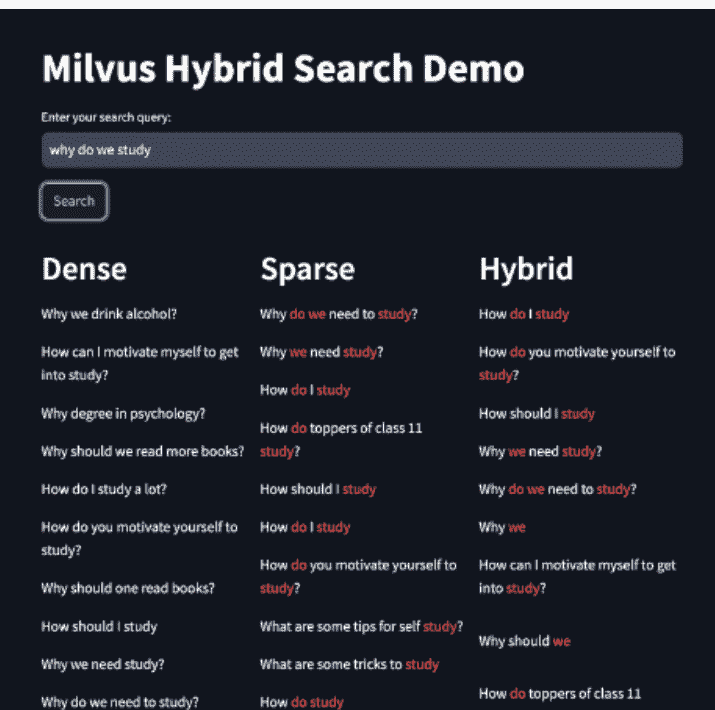 Milvus Hybrid Search Demo
Enter your search query:
why do we study
Search
Dense
Why we drink alcohol?
How can I motivate myself to get
into study?
Why degree in psychology?
Why should we read more books?
How do I study a lot?
How do you motivate yourself to
study?
Why should one read books?
How should I study
Why we need study?
Why do we need to study?
Sparse
Why do we need to study?
Why we need study?
How do I study
How do toppers of class 11
study?
How should I study
How do I study
How do you motivate yourself to
study?
What are some tips for self study?
What are some tricks to study
How do study
Hybrid
How do I study
How do you motivate yourself to
study?
How should I study
Why we need study?
Why do we need to study?
Why we
How can I motivate myself to get
into study?
Why should we
How do toppers of class 11